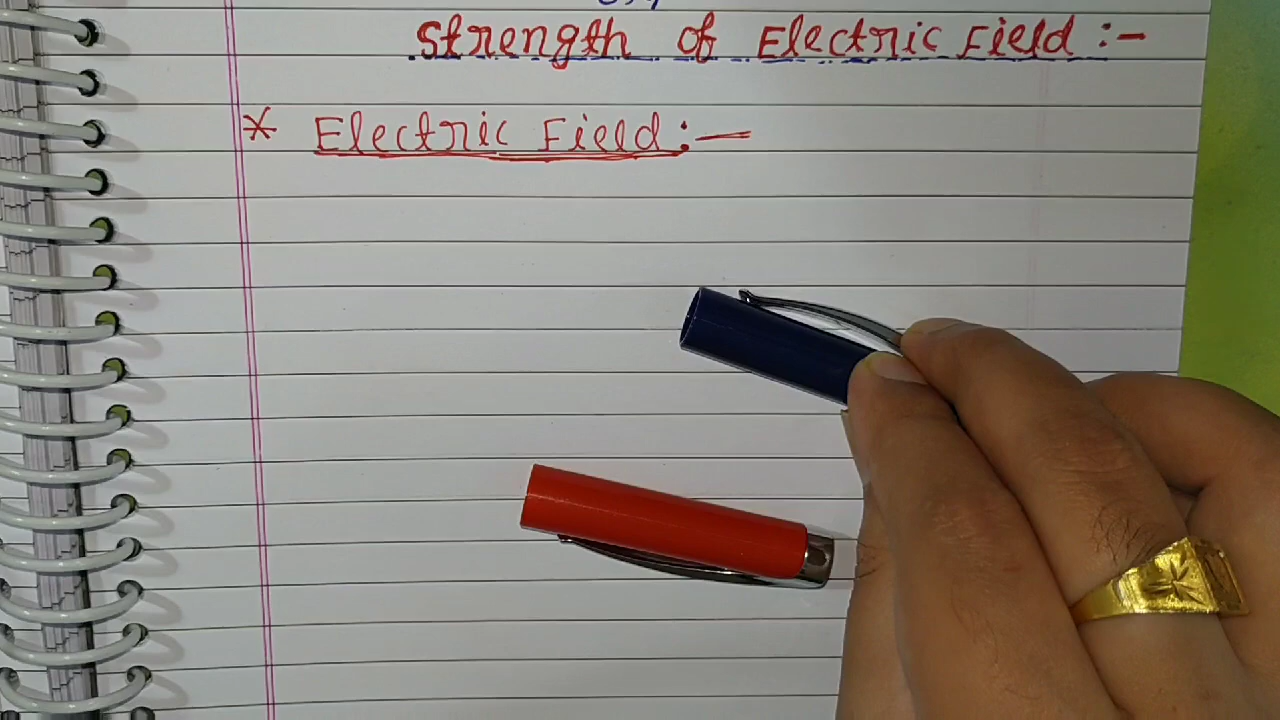 Strength of Electric Field :-
* Electric Field :-